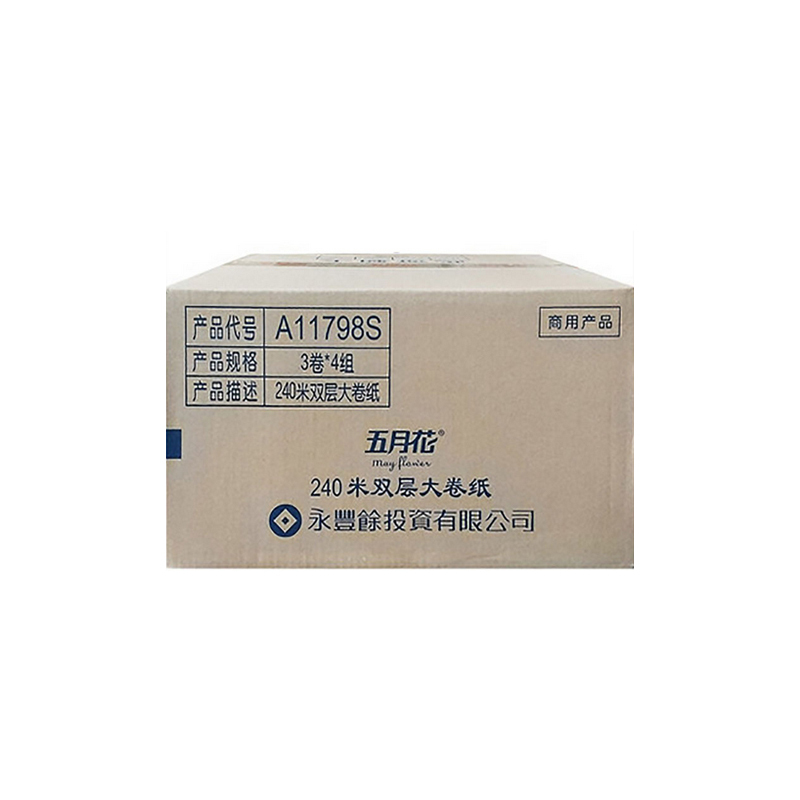 产品代号 A11798S
产品规格 3卷*4组
产品描述 240米双层大卷纸
商用产品
五月花®
May flower
240米双层大卷纸
永豐餘投資有限公司